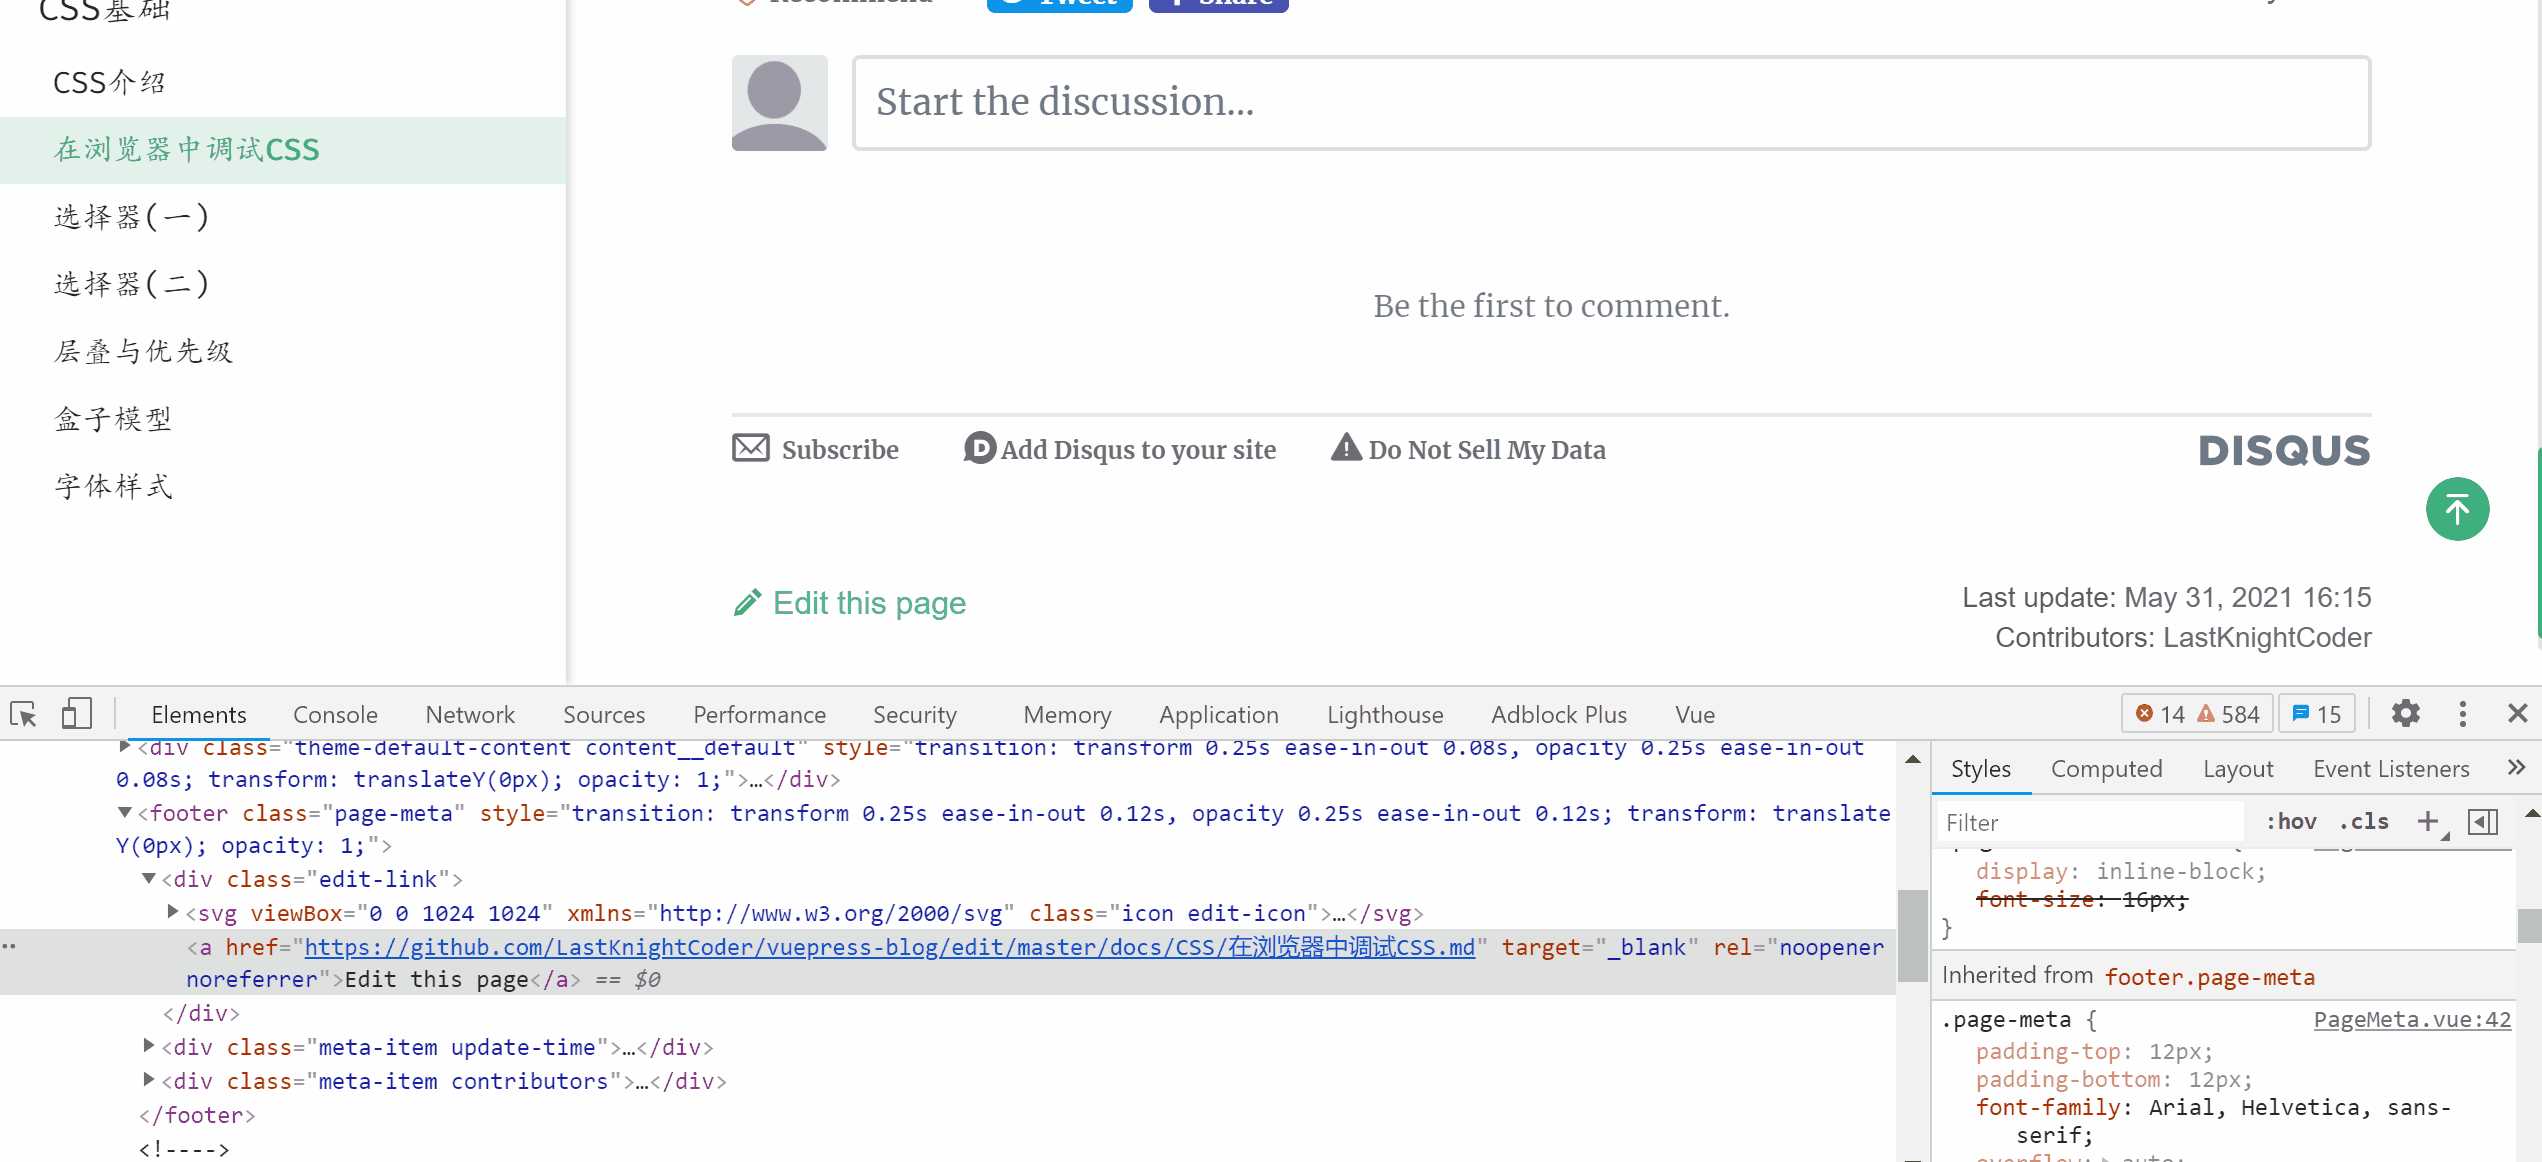 CSS基础
CSS介绍
在浏览器中调试CSS
选择器(一)
选择器(二)
层叠与优先级
盒子模型
字体样式
Recommend
Tweet
Share
Start the discussion...
Be the first to comment.
Subscribe
Add Disqus to your site
Do Not Sell My Data
DISQUS
Edit this page
Last update: May 31, 2021 16:15
Contributors: LastKnightCoder
Elements Console Network Sources Performance Security Memory Application Lighthouse Adblock Plus Vue 14 584 15
<div class="theme-default-content content__default" style="transition: transform 0.25s ease-in-out 0.08s, opacity 0.25s ease-in-out
0.08s; transform: translateY(0px); opacity: 1;">…</div>
<footer class="page-meta" style="transition: transform 0.25s ease-in-out 0.12s, opacity 0.25s ease-in-out 0.12s; transform: translate
Y(0px); opacity: 1;">
<div class="edit-link">
<svg viewBox="0 0 1024 1024" xmlns="http://www.w3.org/2000/svg" class="icon edit-icon">…</svg>
<a href="https://github.com/LastKnightCoder/vuepress-blog/edit/master/docs/CSS/在浏览器中调试CSS.md" target="_blank" rel="noopener
noreferrer">Edit this page</a> == $0
</div>
<div class="meta-item update-time">…</div>
<div class="meta-item contributors">…</div>
</footer>
<!---->
Styles Computed Layout Event Listeners
Filter :hov .cls
display: inline-block;
font-size: 16px;
}
Inherited from footer.page-meta
.page-meta { PageMeta.vue:42
padding-top: 12px;
padding-bottom: 12px;
font-family: Arial, Helvetica, sans-
serif;
overflow: auto;